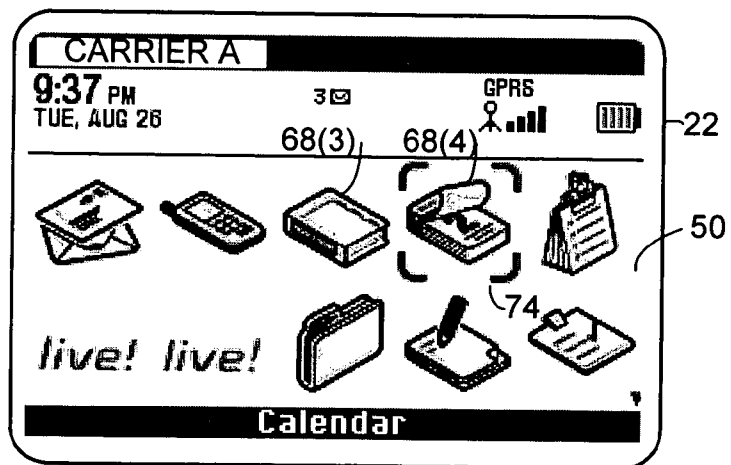 CARRIER A
9:37 PM
3
GPRS
TUE, AUG 26
22
68(3)
68(4)
50
74
live! live!
Calendar